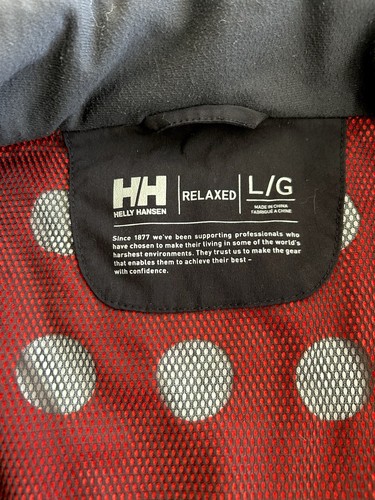 HH
HELLY HANSEN
RELAXED
L/G
MADE IN CHINA
FABRIQUÉ A CHINE
Since 1877 we've been supporting professionals who
have chosen to make their living in some of the world's
harshest environments. They trust us to make the gear
that enables them to achieve their best –
with confidence.